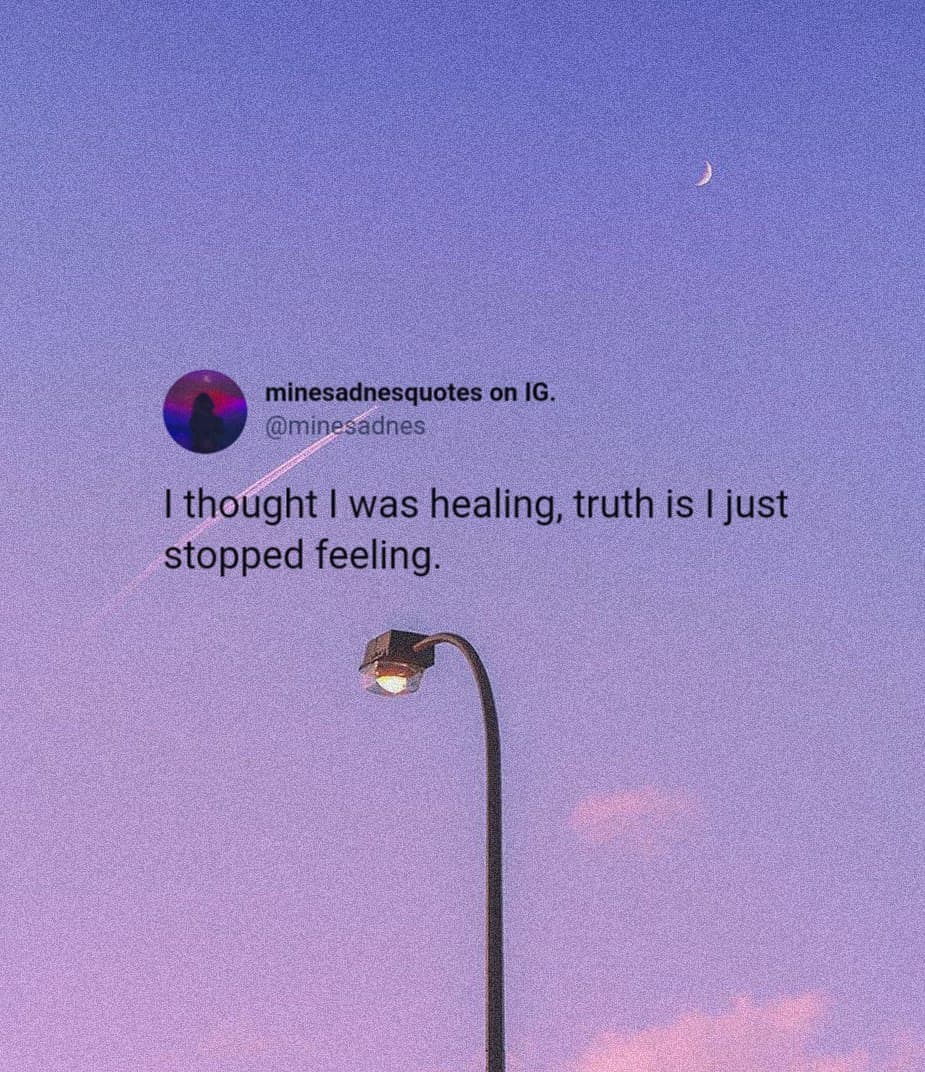 minesadnesquotes on IG.
@minesadnes
I thought I was healing, truth is I just
stopped feeling.